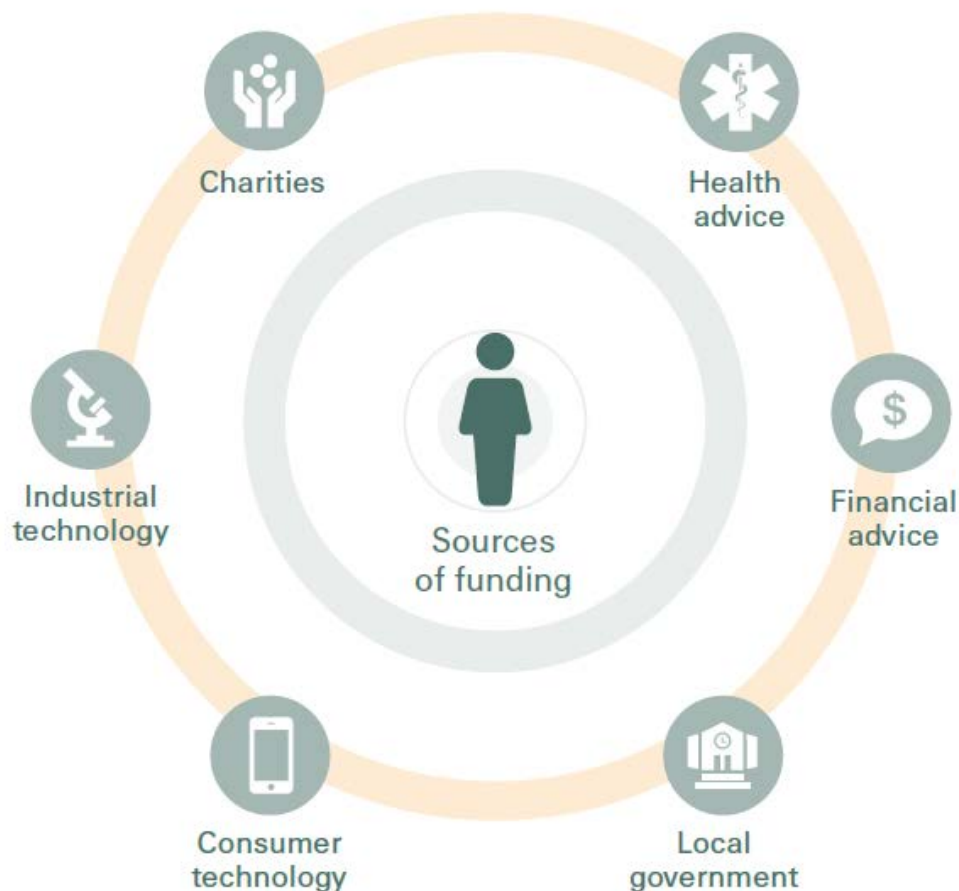 Charities
Health
advice
$
Industrial
technology
Financial
advice
Sources
of funding
Consumer
technology
Local
government